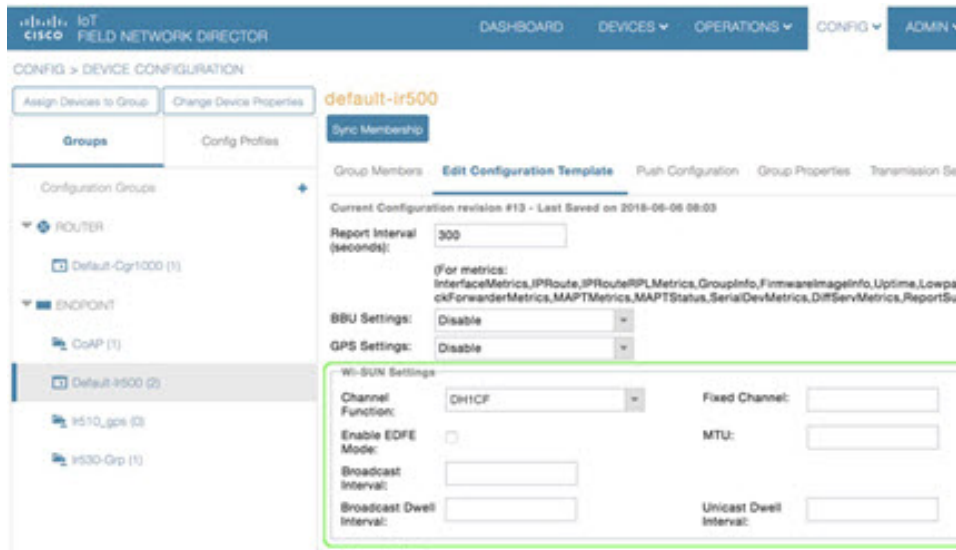 cisco IoT
FIELD NETWORK DIRECTOR
DASHBOARD
DEVICES
OPERATIONS
CONFIG
ADMIN
CONFIG > DEVICE CONFIGURATION
Assign Devices to Group
Change Device Properties
default-ir500
Sync Membership
Groups
Config Profiles
Group Members
Edit Configuration Template
Push Configuration
Group Properties
Transmission Se
Configuration Groups
+
Current Configuration revision #13 - Last Saved on 2018-06-06 08:03
ROUTER
Report Interval (seconds):
300
Default-Cgr1000 (1)
(For metrics:
InterfaceMetrics,IPRoute,IPRouteRPLMetrics,GroupInfo,FirmwareImageInfo,Uptime,Lowpa
ckForwarderMetrics,MAPTMetrics,MAPTStatus,SerialDevMetrics,DiffServMetrics,ReportSu
ENDPOINT
BBU Settings:
Disable
CoAP (1)
GPS Settings:
Disable
Default-Ir500 (2)
Wi-SUN Settings
Channel Function:
DH1CF
Fixed Channel:
Ir510_gps (0)
Enable EDFE Mode:
MTU:
Ir530-Grp (1)
Broadcast Interval:
Broadcast Dwell Interval:
Unicast Dwell Interval: